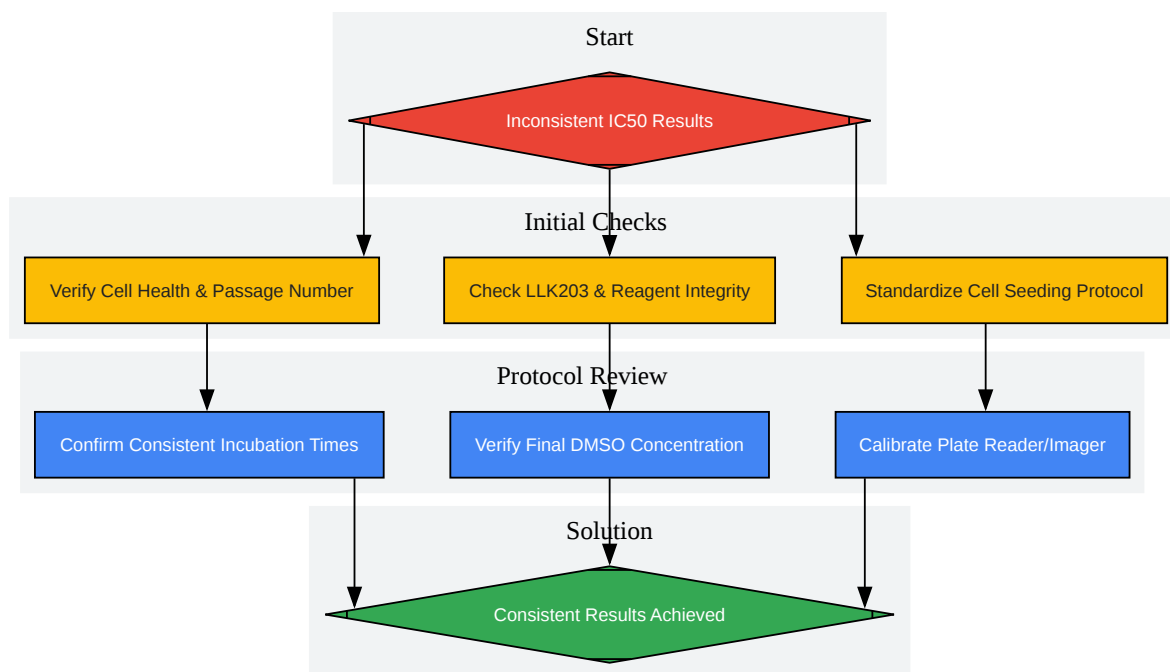 Start
Inconsistent IC50 Results
Initial Checks
Verify Cell Health & Passage Number
Check LLK203 & Reagent Integrity
Standardize Cell Seeding Protocol
Protocol Review
Confirm Consistent Incubation Times
Verify Final DMSO Concentration
Calibrate Plate Reader/Imager
Solution
Consistent Results Achieved